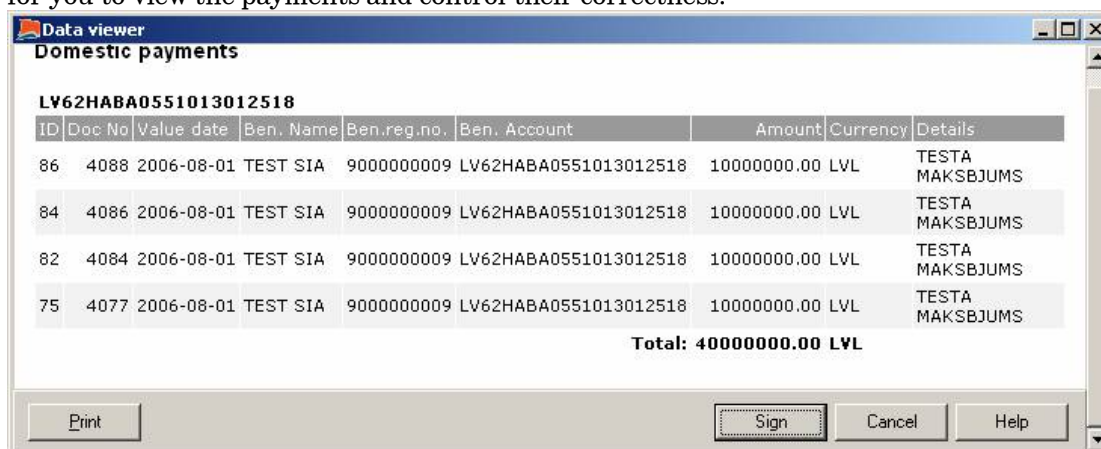 for you to view the payments and control their correctness.
Data viewer
Domestic payments
LV62HABA0551013012518
ID Doc No Value date Ben. Name Ben.reg.no. Ben. Account Amount Currency Details
86 4088 2006-08-01 TEST SIA 9000000009 LV62HABA0551013012518 10000000.00 LVL TESTA
MAKSBJUMS
84 4086 2006-08-01 TEST SIA 9000000009 LV62HABA0551013012518 10000000.00 LVL TESTA
MAKSBJUMS
82 4084 2006-08-01 TEST SIA 9000000009 LV62HABA0551013012518 10000000.00 LVL TESTA
MAKSBJUMS
75 4077 2006-08-01 TEST SIA 9000000009 LV62HABA0551013012518 10000000.00 LVL TESTA
MAKSBJUMS
Total: 40000000.00 LVL
Print Sign Cancel Help